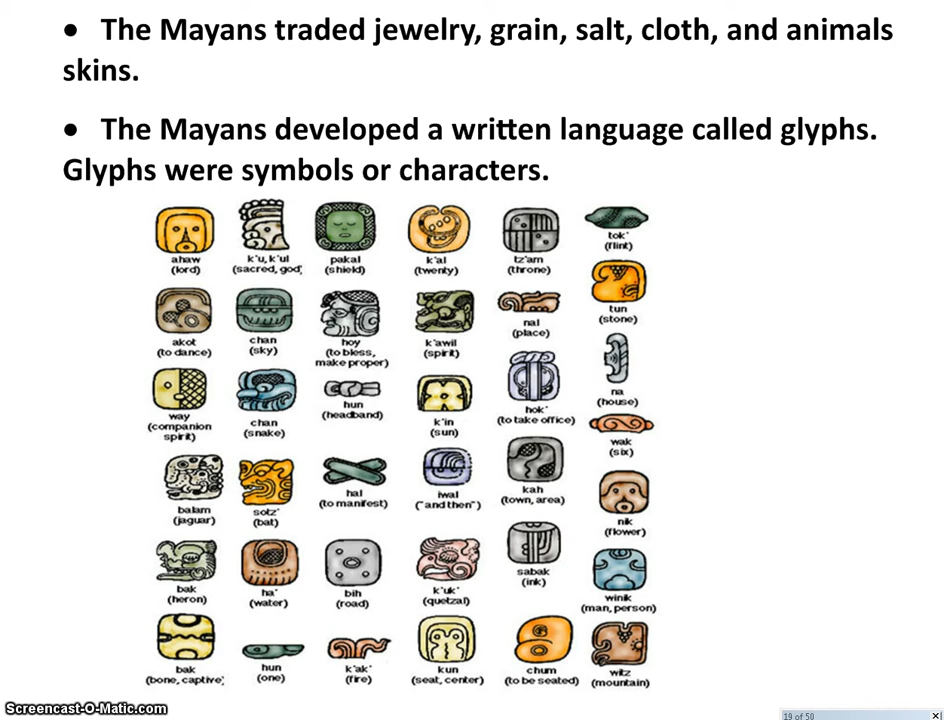 • The Mayans traded jewelry, grain, salt, cloth, and animals
skins.
• The Mayans developed a written language called glyphs.
Glyphs were symbols or characters.
ahaw
(lord)
k'u, k'ul
(sacred, god)
pakal
(shield)
k'al
(twenty)
tz'am
(throne)
tok'
(flint)
akot
(to dance)
chan
(sky)
hoy
(to bless,
make proper)
k'awil
(spirit)
nal
(place)
tun
(stone)
way
(companion
spirit)
chan
(snake)
hun
(headband)
k'in
(sun)
hok'
(to take office)
na
(house)
wak
(six)
balam
(jaguar)
sotz'
(bat)
hal
(to manifest)
iwal
("and then")
kah
(town, area)
nik
(flower)
bak
(heron)
ha'
(water)
bih
(road)
k'uk'
(quetzal)
sabak
(ink)
winik
(man, person)
bak
(bone, captive)
hun
(one)
k'ak'
(fire)
kun
(seat, center)
chum
(to be seated)
witz
(mountain)
Screencast-O-Matic.com
19 of 50